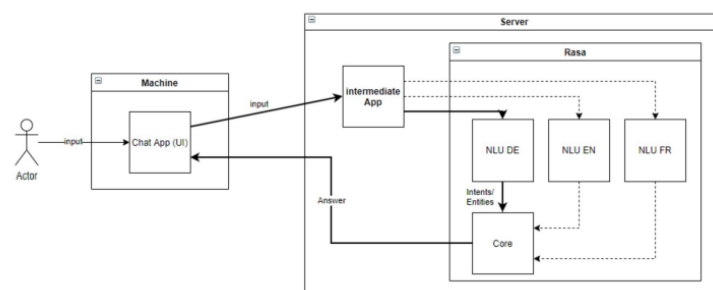 Server
Rasa
Machine
intermediate
App
input
input
Chat App (UI)
Actor
NLU DE
NLU EN
NLU FR
Intents/
Entities
Answer
Core